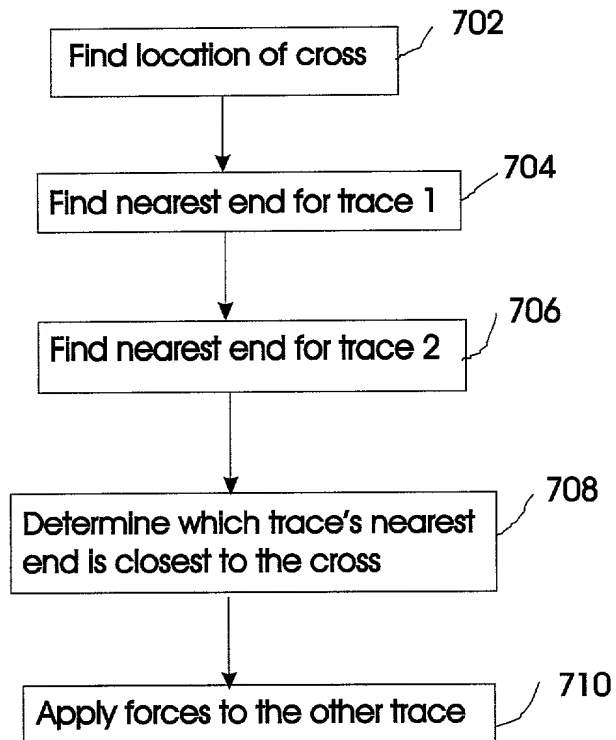 702
Find location of cross
704
Find nearest end for trace 1
706
Find nearest end for trace 2
708
Determine which trace's nearest
end is closest to the cross
710
Apply forces to the other trace